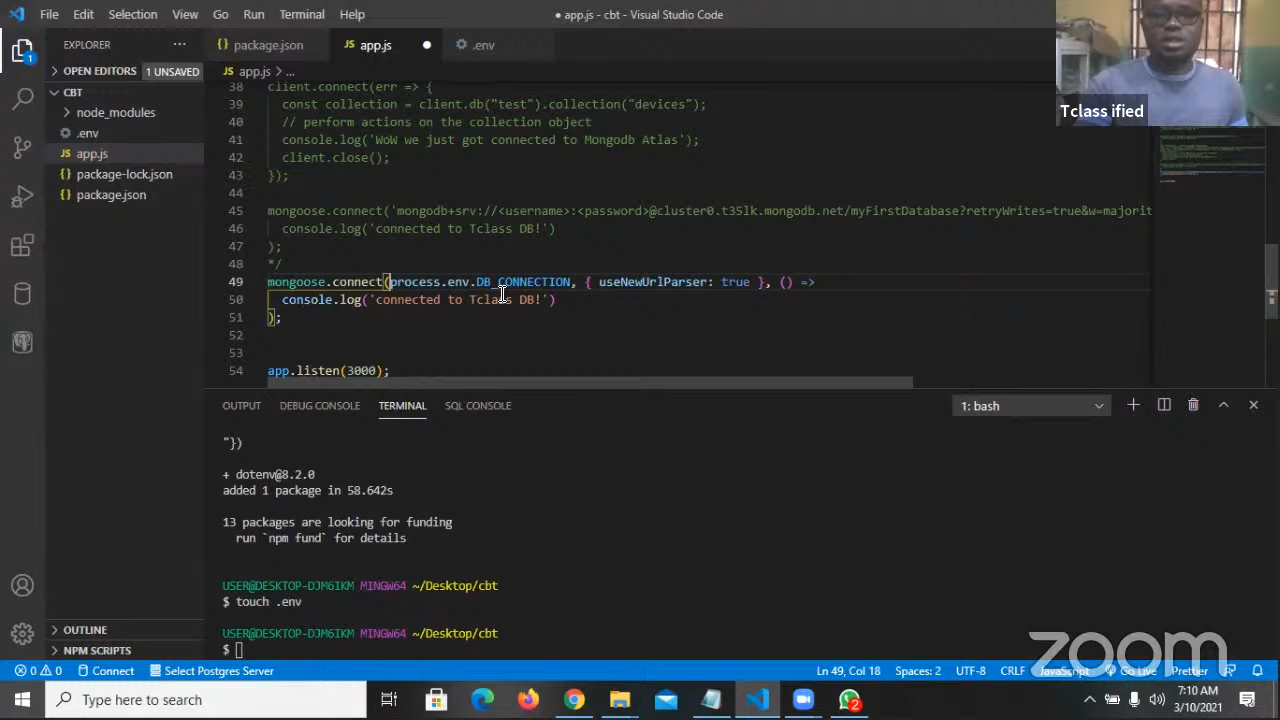 File Edit Selection View Go Run Terminal Help
● app.js - cbt - Visual Studio Code
EXPLORER
package.json
app.js
.env
OPEN EDITORS 1 UNSAVED
app.js > ...
CBT
node_modules
.env
app.js
package-lock.json
package.json
38 client.connect(err => {
39 const collection = client.db("test").collection("devices");
40 // perform actions on the collection object
41 console.log('WoW we just got connected to Mongodb Atlas');
42 client.close();
43 });
44
45 mongoose.connect('mongodb+srv://<username>:<password>@cluster0.t35lk.mongodb.net/myFirstDatabase?retryWrites=true&w=majorit
46 console.log('connected to Tclass DB!')
47 );
48 */
49 mongoose.connect(process.env.DB_CONNECTION, { useNewUrlParser: true }, () =>
50 console.log('connected to Tclass DB!')
51 );
52
53
54 app.listen(3000);
Tclass ified
OUTPUT DEBUG CONSOLE TERMINAL SQL CONSOLE
1: bash
"})
+ dotenv@8.2.0
added 1 package in 58.642s
13 packages are looking for funding
run `npm fund` for details
USER@DESKTOP-DJM6IKM MINGW64 ~/Desktop/cbt
$ touch .env
USER@DESKTOP-DJM6IKM MINGW64 ~/Desktop/cbt
$
OUTLINE
NPM SCRIPTS
zoom
0 0 Connect Select Postgres Server
Ln 49, Col 18 Spaces: 2 UTF-8 CRLF JavaScript Go Live Prettier
Type here to search
2
7:10 AM
3/10/2021